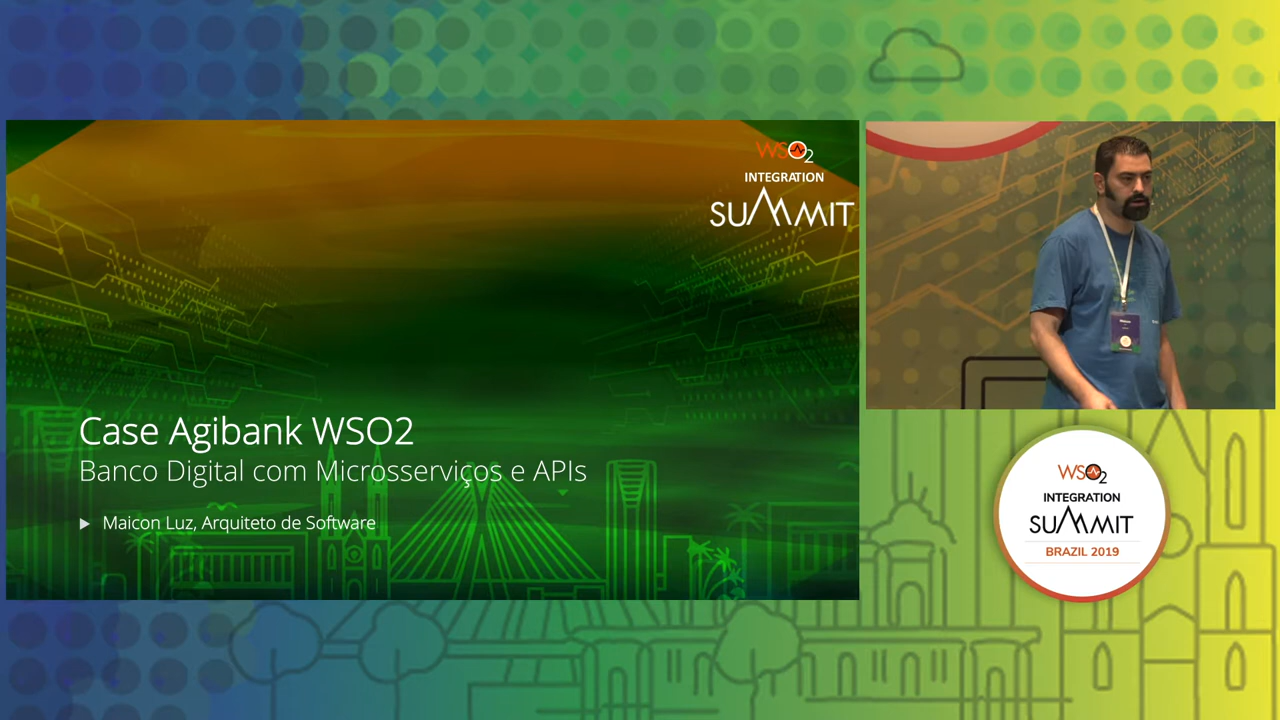 WSO2
INTEGRATION
SUMMIT
Case Agibank WSO2
Banco Digital com Microsserviços e APIs
Maicon Luz, Arquiteto de Software
WSO2
INTEGRATION
SUMMIT
BRAZIL 2019